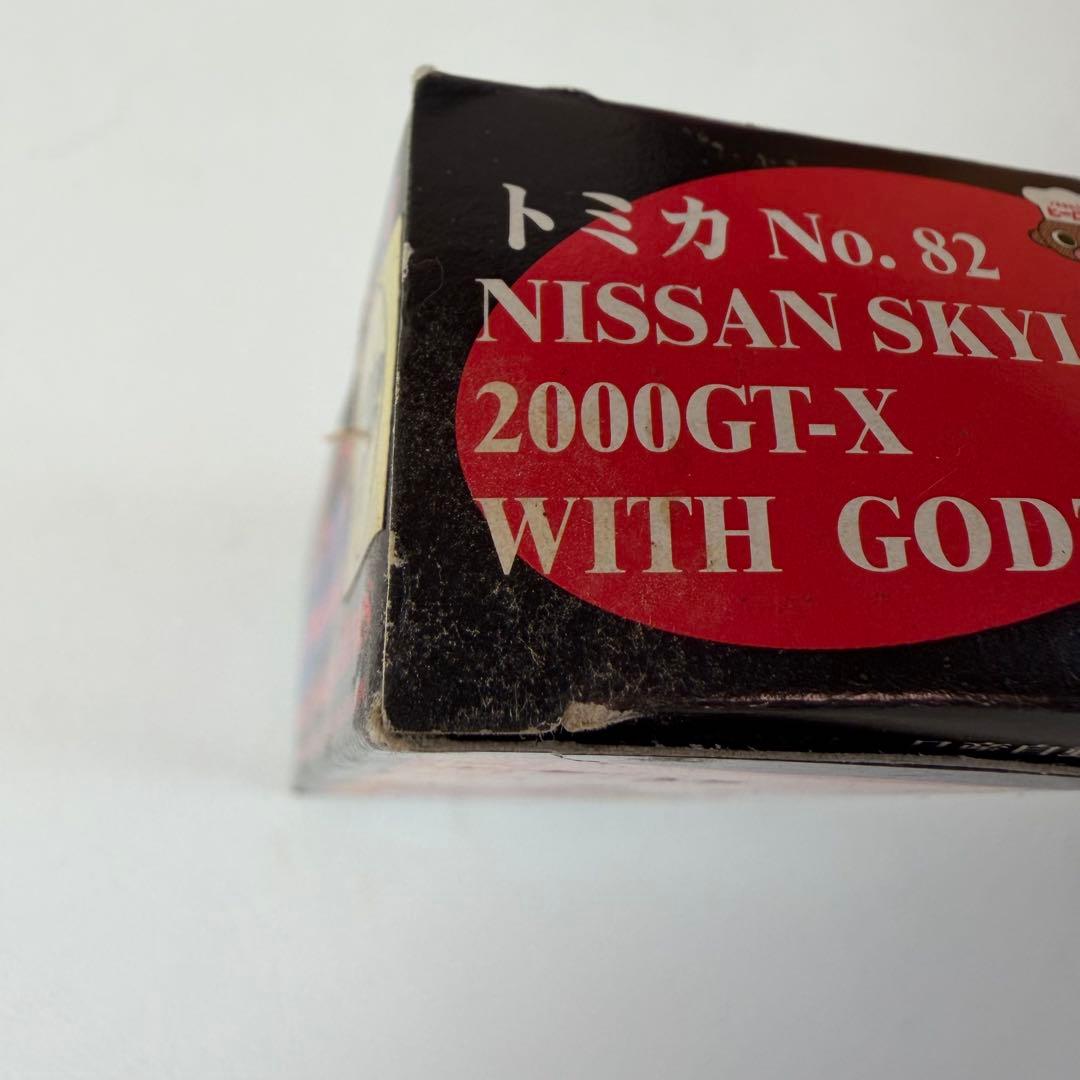 トミカ No. 82
NISSAN SKYL
2000GT-X
WITH GOD